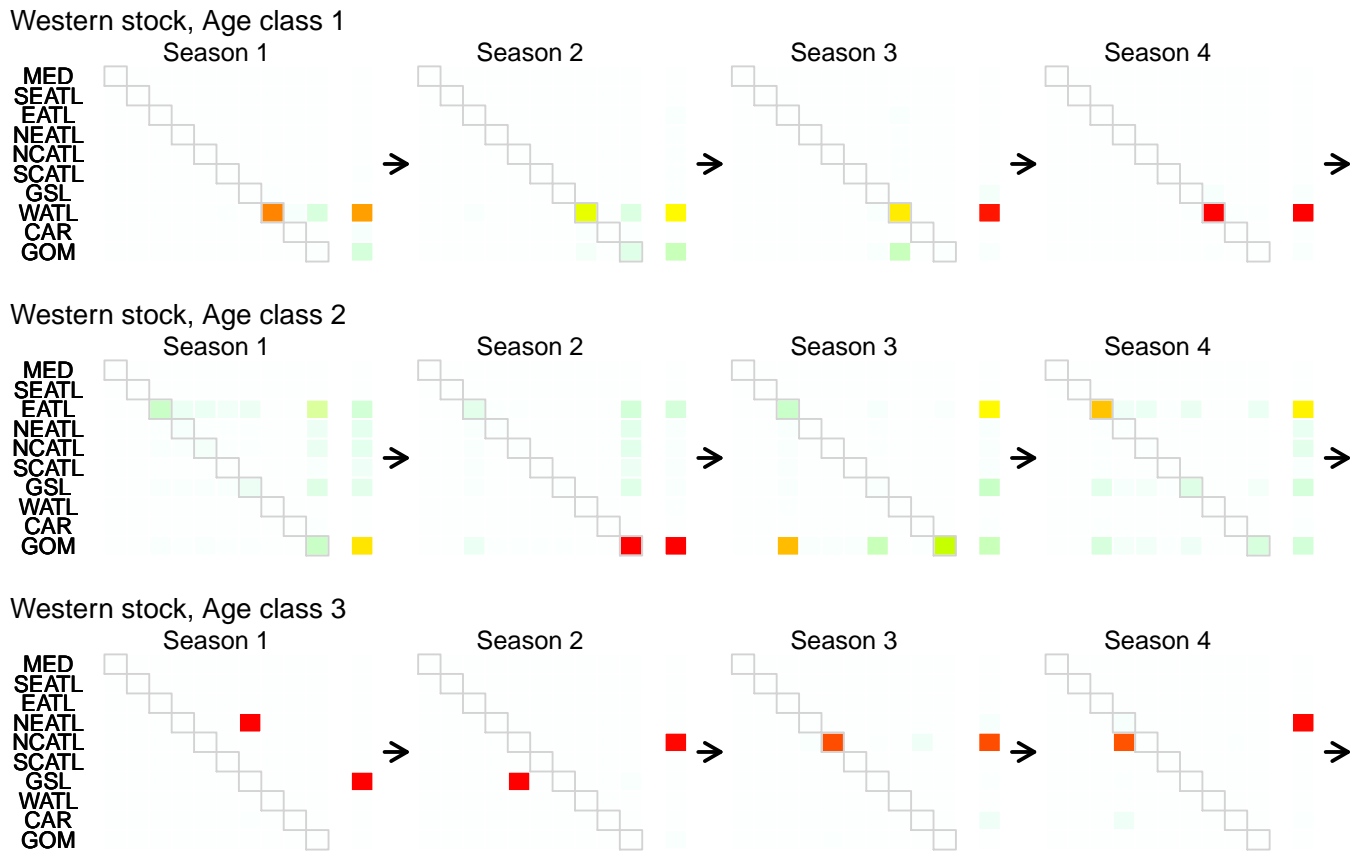 Western stock, Age class 1
Season 1 Season 2 Season 3 Season 4
MED
SEATL
EATL
NEATL
NCATL
SCATL
GSL
WATL
CAR
GOM
Western stock, Age class 2
Season 1 Season 2 Season 3 Season 4
MED
SEATL
EATL
NEATL
NCATL
SCATL
GSL
WATL
CAR
GOM
Western stock, Age class 3
Season 1 Season 2 Season 3 Season 4
MED
SEATL
EATL
NEATL
NCATL
SCATL
GSL
WATL
CAR
GOM